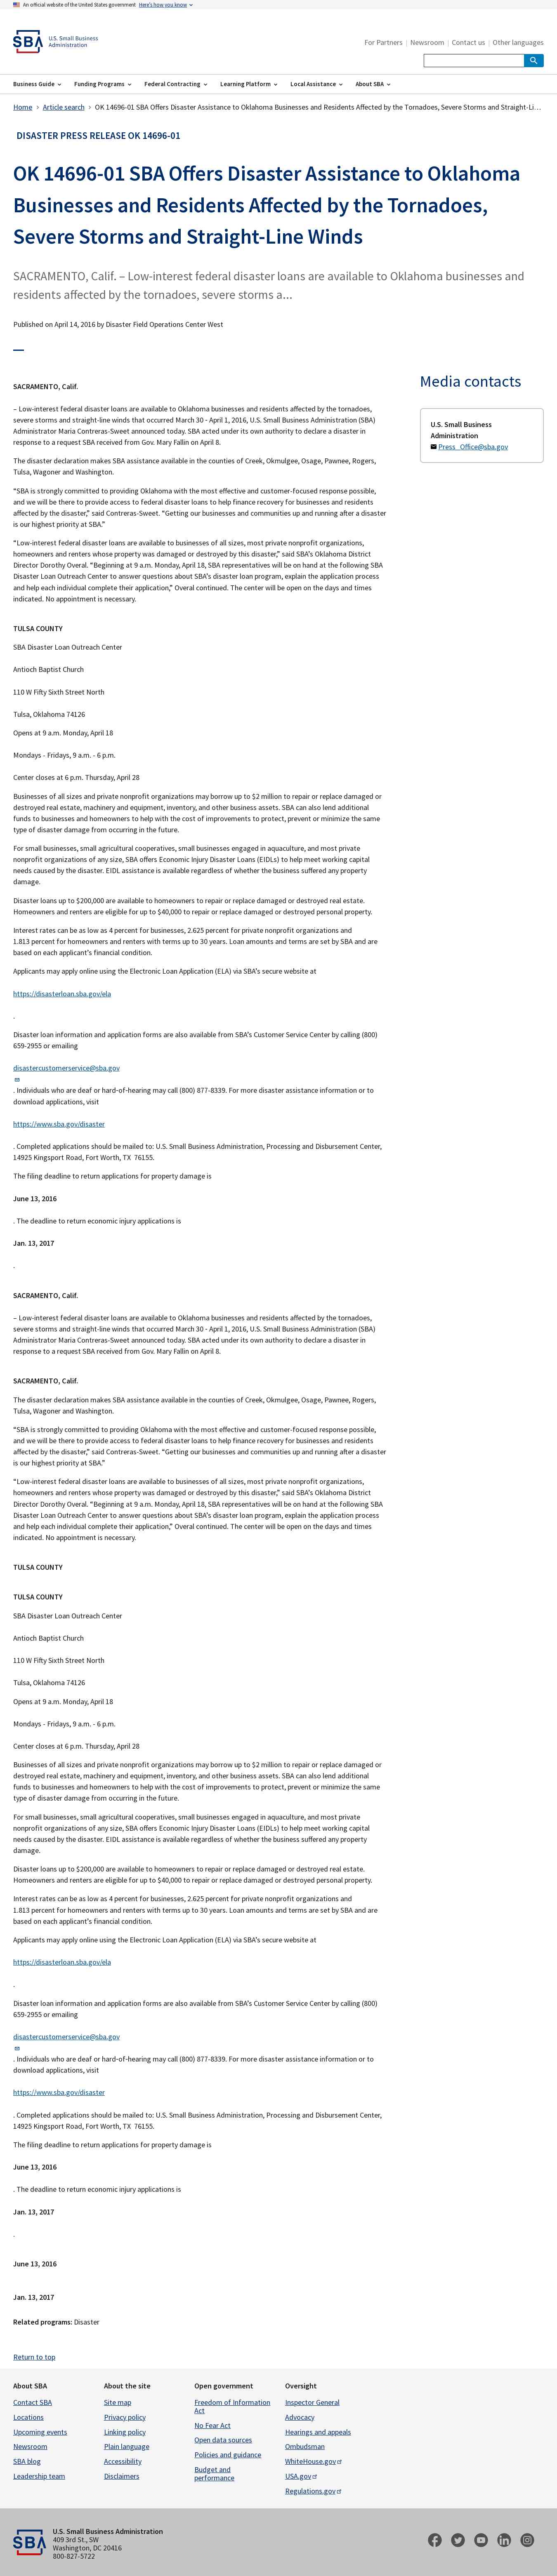 An official website of the United States government Here's how you know
SBA U.S. Small Business
Administration
For Partners | Newsroom | Contact us | Other languages
Business Guide Funding Programs Federal Contracting Learning Platform Local Assistance About SBA
Home › Article search › OK 14696-01 SBA Offers Disaster Assistance to Oklahoma Businesses and Residents Affected by the Tornadoes, Severe Storms and Straight-Li…
DISASTER PRESS RELEASE OK 14696-01
OK 14696-01 SBA Offers Disaster Assistance to Oklahoma
Businesses and Residents Affected by the Tornadoes,
Severe Storms and Straight-Line Winds
SACRAMENTO, Calif. – Low-interest federal disaster loans are available to Oklahoma businesses and
residents affected by the tornadoes, severe storms a...
Published on April 14, 2016 by Disaster Field Operations Center West
Media contacts
U.S. Small Business
Administration
Press_Office@sba.gov
SACRAMENTO, Calif.
– Low-interest federal disaster loans are available to Oklahoma businesses and residents affected by the tornadoes,
severe storms and straight-line winds that occurred March 30 - April 1, 2016, U.S. Small Business Administration (SBA)
Administrator Maria Contreras-Sweet announced today. SBA acted under its own authority to declare a disaster in
response to a request SBA received from Gov. Mary Fallin on April 8.
The disaster declaration makes SBA assistance available in the counties of Creek, Okmulgee, Osage, Pawnee, Rogers,
Tulsa, Wagoner and Washington.
“SBA is strongly committed to providing Oklahoma with the most effective and customer-focused response possible,
and we will be there to provide access to federal disaster loans to help finance recovery for businesses and residents
affected by the disaster,” said Contreras-Sweet. “Getting our businesses and communities up and running after a disaster
is our highest priority at SBA.”
“Low-interest federal disaster loans are available to businesses of all sizes, most private nonprofit organizations,
homeowners and renters whose property was damaged or destroyed by this disaster,” said SBA’s Oklahoma District
Director Dorothy Overal. “Beginning at 9 a.m. Monday, April 18, SBA representatives will be on hand at the following SBA
Disaster Loan Outreach Center to answer questions about SBA’s disaster loan program, explain the application process
and help each individual complete their application,” Overal continued. The center will be open on the days and times
indicated. No appointment is necessary.
TULSA COUNTY
SBA Disaster Loan Outreach Center
Antioch Baptist Church
110 W Fifty Sixth Street North
Tulsa, Oklahoma 74126
Opens at 9 a.m. Monday, April 18
Mondays - Fridays, 9 a.m. - 6 p.m.
Center closes at 6 p.m. Thursday, April 28
Businesses of all sizes and private nonprofit organizations may borrow up to $2 million to repair or replace damaged or
destroyed real estate, machinery and equipment, inventory, and other business assets. SBA can also lend additional
funds to businesses and homeowners to help with the cost of improvements to protect, prevent or minimize the same
type of disaster damage from occurring in the future.
For small businesses, small agricultural cooperatives, small businesses engaged in aquaculture, and most private
nonprofit organizations of any size, SBA offers Economic Injury Disaster Loans (EIDLs) to help meet working capital
needs caused by the disaster. EIDL assistance is available regardless of whether the business suffered any property
damage.
Disaster loans up to $200,000 are available to homeowners to repair or replace damaged or destroyed real estate.
Homeowners and renters are eligible for up to $40,000 to repair or replace damaged or destroyed personal property.
Interest rates can be as low as 4 percent for businesses, 2.625 percent for private nonprofit organizations and
1.813 percent for homeowners and renters with terms up to 30 years. Loan amounts and terms are set by SBA and are
based on each applicant’s financial condition.
Applicants may apply online using the Electronic Loan Application (ELA) via SBA’s secure website at
https://disasterloan.sba.gov/ela
.
Disaster loan information and application forms are also available from SBA’s Customer Service Center by calling (800)
659-2955 or emailing
disastercustomerservice@sba.gov
. Individuals who are deaf or hard-of-hearing may call (800) 877-8339. For more disaster assistance information or to
download applications, visit
https://www.sba.gov/disaster
. Completed applications should be mailed to: U.S. Small Business Administration, Processing and Disbursement Center,
14925 Kingsport Road, Fort Worth, TX 76155.
The filing deadline to return applications for property damage is
June 13, 2016
. The deadline to return economic injury applications is
Jan. 13, 2017
.
SACRAMENTO, Calif.
– Low-interest federal disaster loans are available to Oklahoma businesses and residents affected by the tornadoes,
severe storms and straight-line winds that occurred March 30 - April 1, 2016, U.S. Small Business Administration (SBA)
Administrator Maria Contreras-Sweet announced today. SBA acted under its own authority to declare a disaster in
response to a request SBA received from Gov. Mary Fallin on April 8.
SACRAMENTO, Calif.
The disaster declaration makes SBA assistance available in the counties of Creek, Okmulgee, Osage, Pawnee, Rogers,
Tulsa, Wagoner and Washington.
“SBA is strongly committed to providing Oklahoma with the most effective and customer-focused response possible,
and we will be there to provide access to federal disaster loans to help finance recovery for businesses and residents
affected by the disaster,” said Contreras-Sweet. “Getting our businesses and communities up and running after a disaster
is our highest priority at SBA.”
“Low-interest federal disaster loans are available to businesses of all sizes, most private nonprofit organizations,
homeowners and renters whose property was damaged or destroyed by this disaster,” said SBA’s Oklahoma District
Director Dorothy Overal. “Beginning at 9 a.m. Monday, April 18, SBA representatives will be on hand at the following SBA
Disaster Loan Outreach Center to answer questions about SBA’s disaster loan program, explain the application process
and help each individual complete their application,” Overal continued. The center will be open on the days and times
indicated. No appointment is necessary.
TULSA COUNTY
TULSA COUNTY
SBA Disaster Loan Outreach Center
Antioch Baptist Church
110 W Fifty Sixth Street North
Tulsa, Oklahoma 74126
Opens at 9 a.m. Monday, April 18
Mondays - Fridays, 9 a.m. - 6 p.m.
Center closes at 6 p.m. Thursday, April 28
Businesses of all sizes and private nonprofit organizations may borrow up to $2 million to repair or replace damaged or
destroyed real estate, machinery and equipment, inventory, and other business assets. SBA can also lend additional
funds to businesses and homeowners to help with the cost of improvements to protect, prevent or minimize the same
type of disaster damage from occurring in the future.
For small businesses, small agricultural cooperatives, small businesses engaged in aquaculture, and most private
nonprofit organizations of any size, SBA offers Economic Injury Disaster Loans (EIDLs) to help meet working capital
needs caused by the disaster. EIDL assistance is available regardless of whether the business suffered any property
damage.
Disaster loans up to $200,000 are available to homeowners to repair or replace damaged or destroyed real estate.
Homeowners and renters are eligible for up to $40,000 to repair or replace damaged or destroyed personal property.
Interest rates can be as low as 4 percent for businesses, 2.625 percent for private nonprofit organizations and
1.813 percent for homeowners and renters with terms up to 30 years. Loan amounts and terms are set by SBA and are
based on each applicant’s financial condition.
Applicants may apply online using the Electronic Loan Application (ELA) via SBA’s secure website at
https://disasterloan.sba.gov/ela
.
Disaster loan information and application forms are also available from SBA’s Customer Service Center by calling (800)
659-2955 or emailing
disastercustomerservice@sba.gov
. Individuals who are deaf or hard-of-hearing may call (800) 877-8339. For more disaster assistance information or to
download applications, visit
https://www.sba.gov/disaster
. Completed applications should be mailed to: U.S. Small Business Administration, Processing and Disbursement Center,
14925 Kingsport Road, Fort Worth, TX 76155.
The filing deadline to return applications for property damage is
June 13, 2016
. The deadline to return economic injury applications is
Jan. 13, 2017
.
June 13, 2016
Jan. 13, 2017
Related programs: Disaster
Return to top
About SBA
Contact SBA
Locations
Upcoming events
Newsroom
SBA blog
Leadership team
About the site
Site map
Privacy policy
Linking policy
Plain language
Accessibility
Disclaimers
Open government
Freedom of Information
Act
No Fear Act
Open data sources
Policies and guidance
Budget and
performance
Oversight
Inspector General
Advocacy
Hearings and appeals
Ombudsman
WhiteHouse.gov
USA.gov
Regulations.gov
SBA
U.S. Small Business Administration
409 3rd St., SW
Washington, DC 20416
800-827-5722